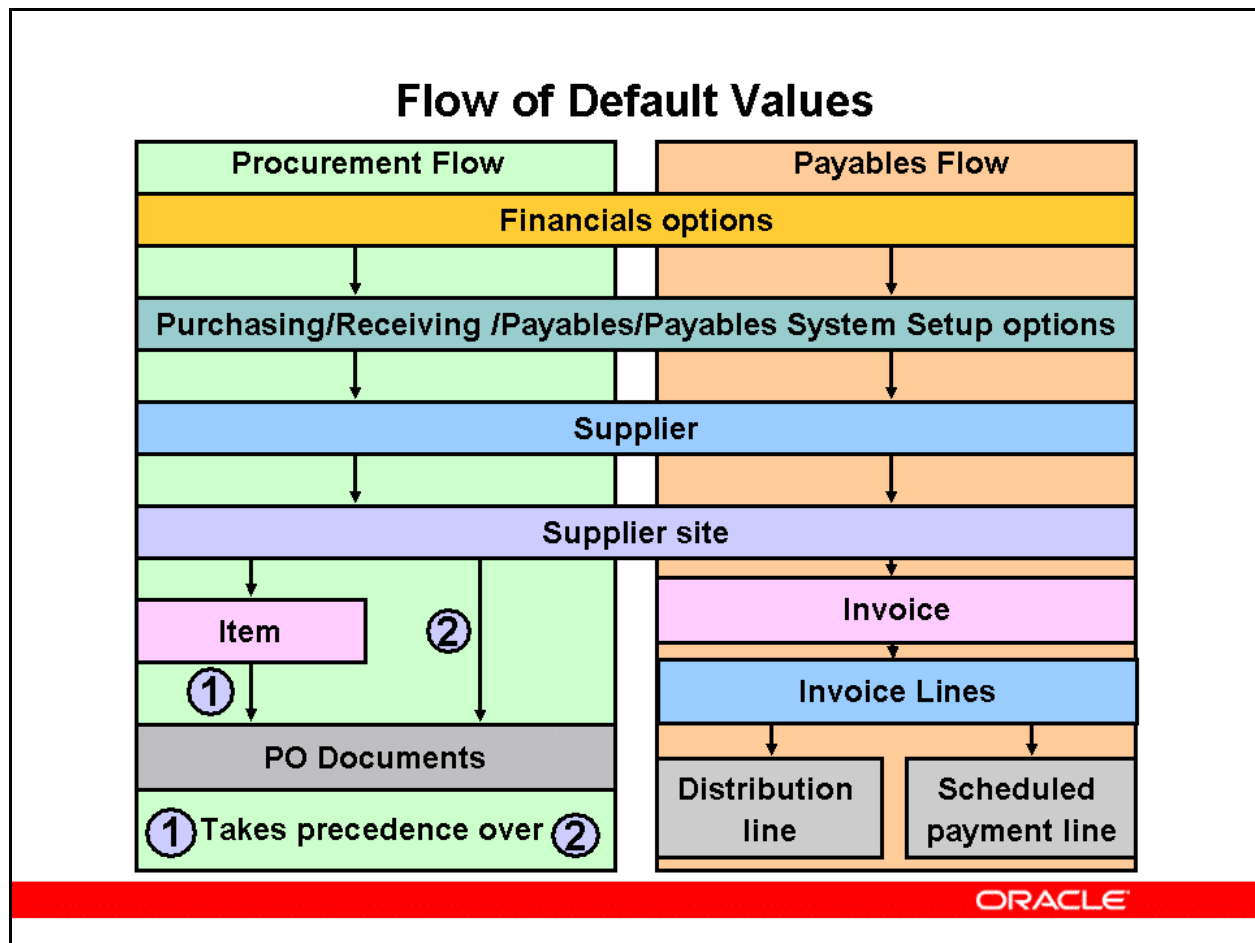 Flow of Default Values
Procurement Flow
Payables Flow
Financials options
Purchasing/Receiving /Payables/Payables System Setup options
Supplier
Supplier site
Item
2
1
PO Documents
1 Takes precedence over 2
Invoice
Invoice Lines
Distribution
line
Scheduled
payment line
ORACLE